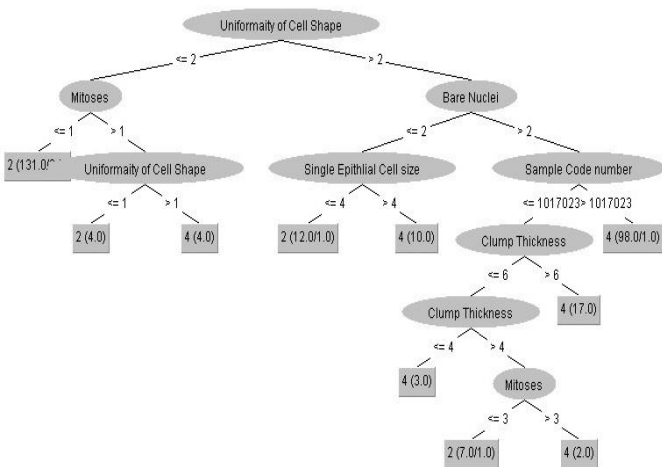 Uniformaity of Cell Shape
<= 2 > 2
Mitoses Bare Nuclei
<= 1 > 1 <= 2 > 2
2 (131.0/ Uniformaity of Cell Shape Single Epithlial Cell size Sample Code number
<= 1 > 1 <= 4 > 4 <= 1017023 > 1017023
2 (4.0) 4 (4.0) 2 (12.0/1.0) 4 (10.0) Clump Thickness 4 (98.0/1.0)
<= 6 > 6
Clump Thickness 4 (17.0)
<= 4 > 4
4 (3.0) Mitoses
<= 3 > 3
2 (7.0/1.0) 4 (2.0)